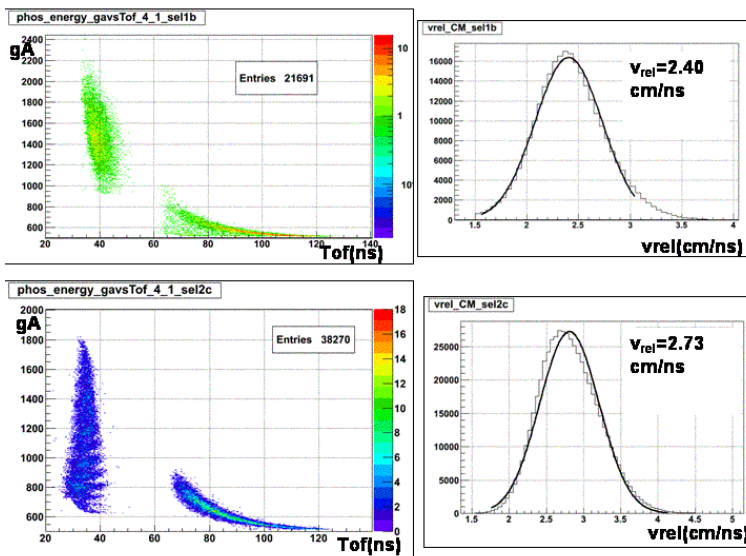 phos_energy_gavsTof_4_1_sel1b
gA
2400
2200
2000
1800
1600
1400
1200
1000
800
600
Entries 21691
10
1
10
20 40 60 80 100 120 140
Tof(ns)
vrel_CM_sel1b
16000
14000
12000
10000
8000
6000
4000
2000
0
vrel=2.40
cm/ns
1.5 2 2.5 3 3.5 4
vrel(cm/ns)
phos_energy_gavsTof_4_1_sel2c
gA
2000
1800
1600
1400
1200
1000
800
600
Entries 38270
18
16
14
12
10
8
6
4
2
0
20 40 60 80 100 120
Tof(ns)
vrel_CM_sel2c
25000
20000
15000
10000
5000
0
vrel=2.73
cm/ns
1.5 2 2.5 3 3.5 4 4.5 5
vrel(cm/ns)